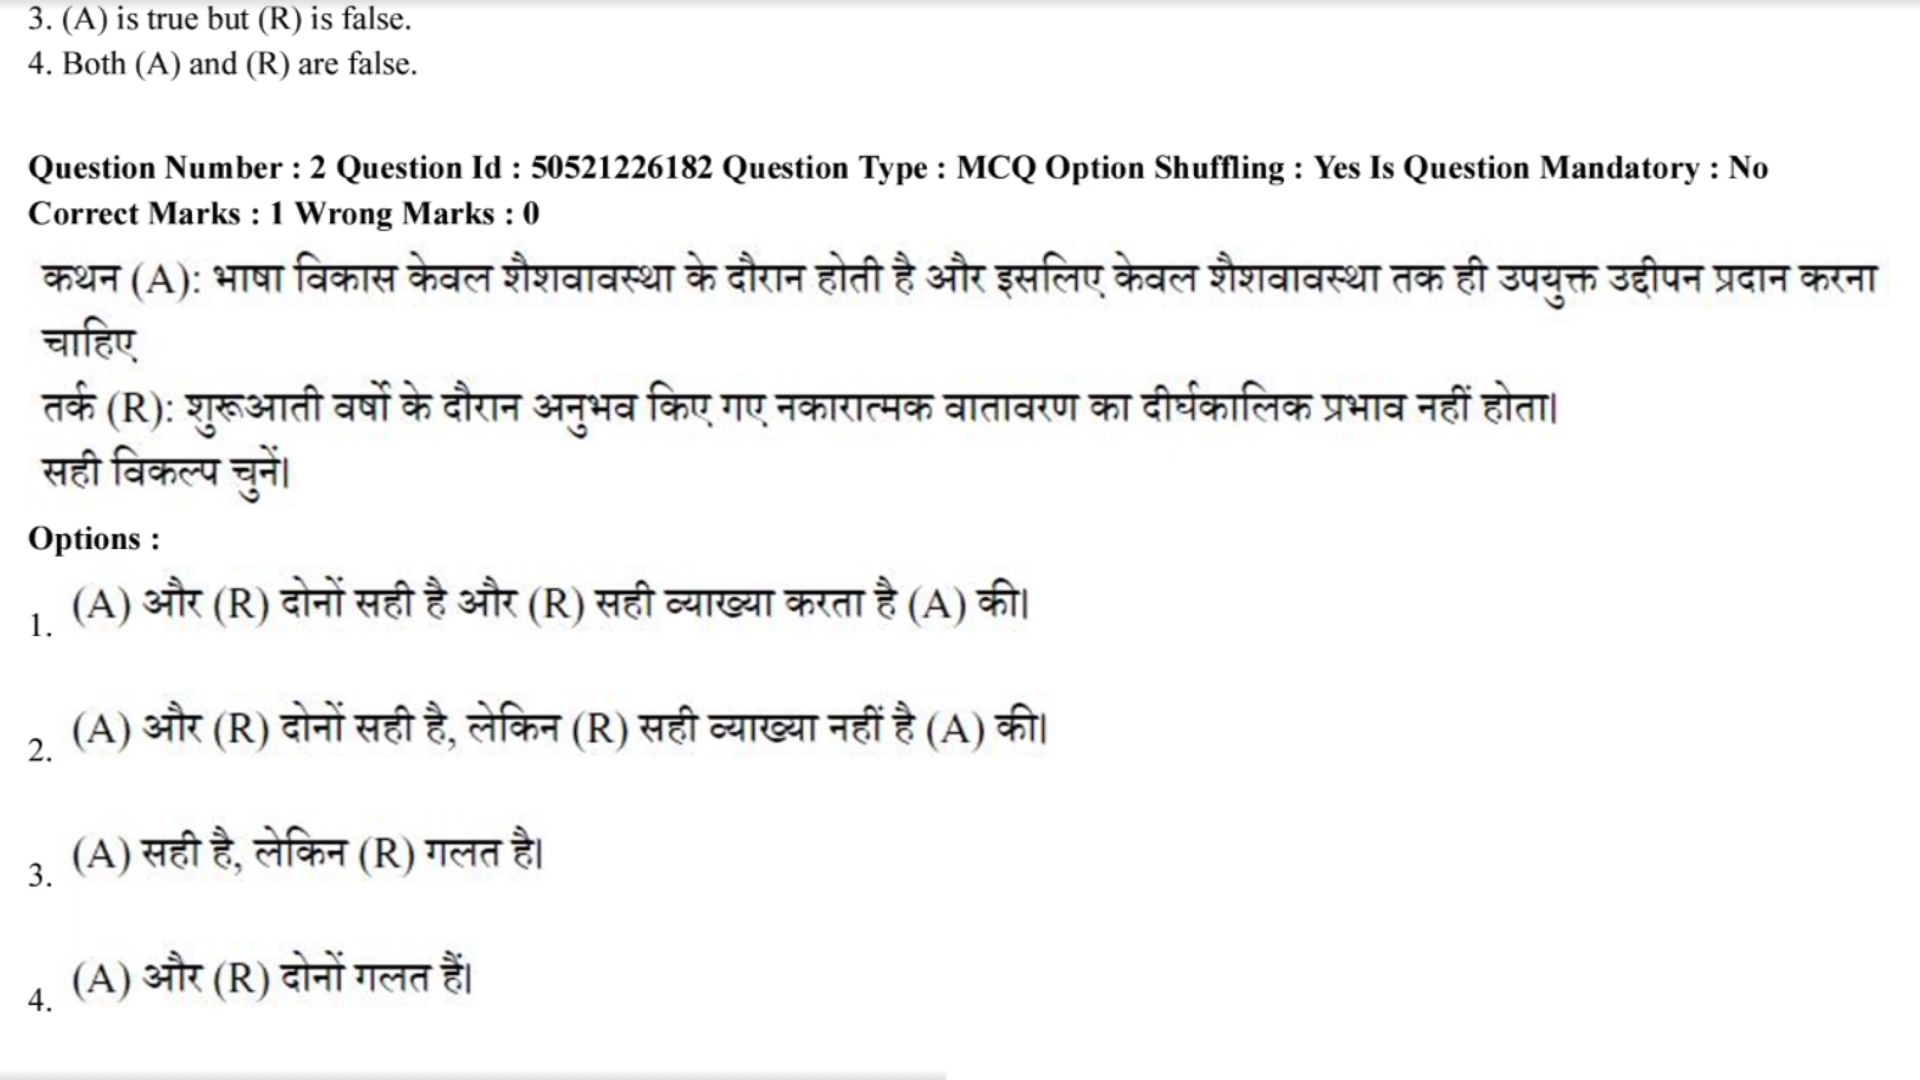 3. (A) is true but (R) is false.
4. Both (A) and (R) are false.
Question Number : 2 Question Id : 50521226182 Question Type : MCQ Option Shuffling : Yes Is Question Mandatory : No
Correct Marks : 1 Wrong Marks : 0
कथन (A): भाषा विकास केवल शैशवावस्था के दौरान होती है और इसलिए केवल शैशवावस्था तक ही उपयुक्त उद्दीपन प्रदान करना
चाहिए
तर्क (R): शुरूआती वर्षो के दौरान अनुभव किए गए नकारात्मक वातावरण का दीर्घकालिक प्रभाव नहीं होता।
सही विकल्प चुनें।
Options :
1. (A) और (R) दोनों सही है और (R) सही व्याख्या करता है (A) की।
2. (A) और (R) दोनों सही है, लेकिन (R) सही व्याख्या नहीं है (A) की।
3. (A) सही है, लेकिन (R) गलत है।
4. (A) और (R) दोनों गलत हैं।